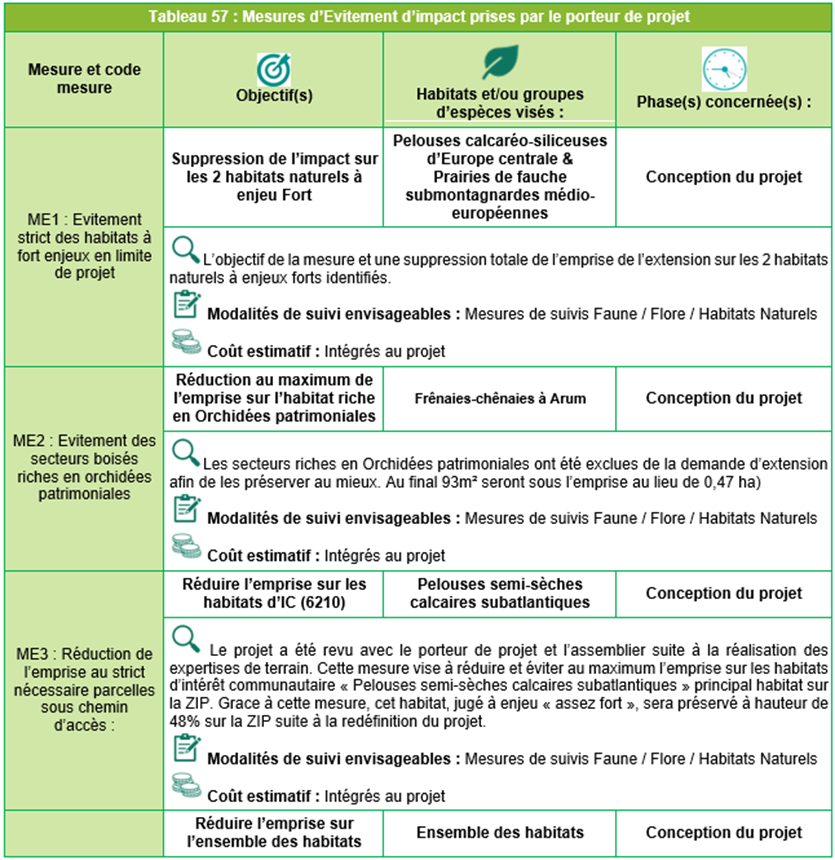 Tableau 57 : Mesures d’Evitement d’impact prises par le porteur de projet
Mesure et code
mesure
Objectif(s)
Habitats et/ou groupes
d’espèces visés :
Phase(s) concernée(s) :
ME1 : Evitement
strict des habitats à
fort enjeux en limite
de projet
Suppression de l’impact sur
les 2 habitats naturels à
enjeu Fort
Pelouses calcaréo-siliceuses
d’Europe centrale &
Prairies de fauche
submontagnardes médio-
européennes
Conception du projet
L’objectif de la mesure et une suppression totale de l’emprise de l’extension sur les 2 habitats
naturels à enjeux forts identifiés.
Modalités de suivi envisageables : Mesures de suivis Faune / Flore / Habitats Naturels
Coût estimatif : Intégrés au projet
ME2 : Evitement des
secteurs boisés
riches en orchidées
patrimoniales
Réduction au maximum de
l’emprise sur l’habitat riche
en Orchidées patrimoniales
Frênaies-chênaies à Arum
Conception du projet
Les secteurs riches en Orchidées patrimoniales ont été exclues de la demande d’extension
afin de les préserver au mieux. Au final 93m² seront sous l’emprise au lieu de 0,47 ha)
Modalités de suivi envisageables : Mesures de suivis Faune / Flore / Habitats Naturels
Coût estimatif : Intégrés au projet
ME3 : Réduction de
l’emprise au strict
nécessaire parcelles
sous chemin
d’accès :
Réduire l’emprise sur les
habitats d’IC (6210)
Pelouses semi-sèches
calcaires subatlantiques
Conception du projet
Le projet a été revu avec le porteur de projet et l’assemblier suite à la réalisation des
expertises de terrain. Cette mesure vise à réduire et éviter au maximum l’emprise sur les habitats
d’intérêt communautaire « Pelouses semi-sèches calcaires subatlantiques » principal habitat sur
la ZIP. Grace à cette mesure, cet habitat, jugé à enjeu « assez fort », sera préservé à hauteur de
48% sur la ZIP suite à la redéfinition du projet.
Modalités de suivi envisageables : Mesures de suivis Faune / Flore / Habitats Naturels
Coût estimatif : Intégrés au projet
Réduire l’emprise sur
l’ensemble des habitats
Ensemble des habitats
Conception du projet